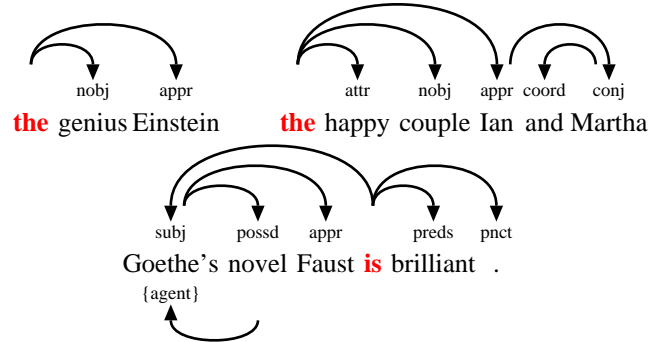 nobj appr attr nobj appr coord conj
the genius Einstein the happy couple Ian and Martha
subj possd appr preds pnct
Goethe's novel Faust is brilliant .
{agent}